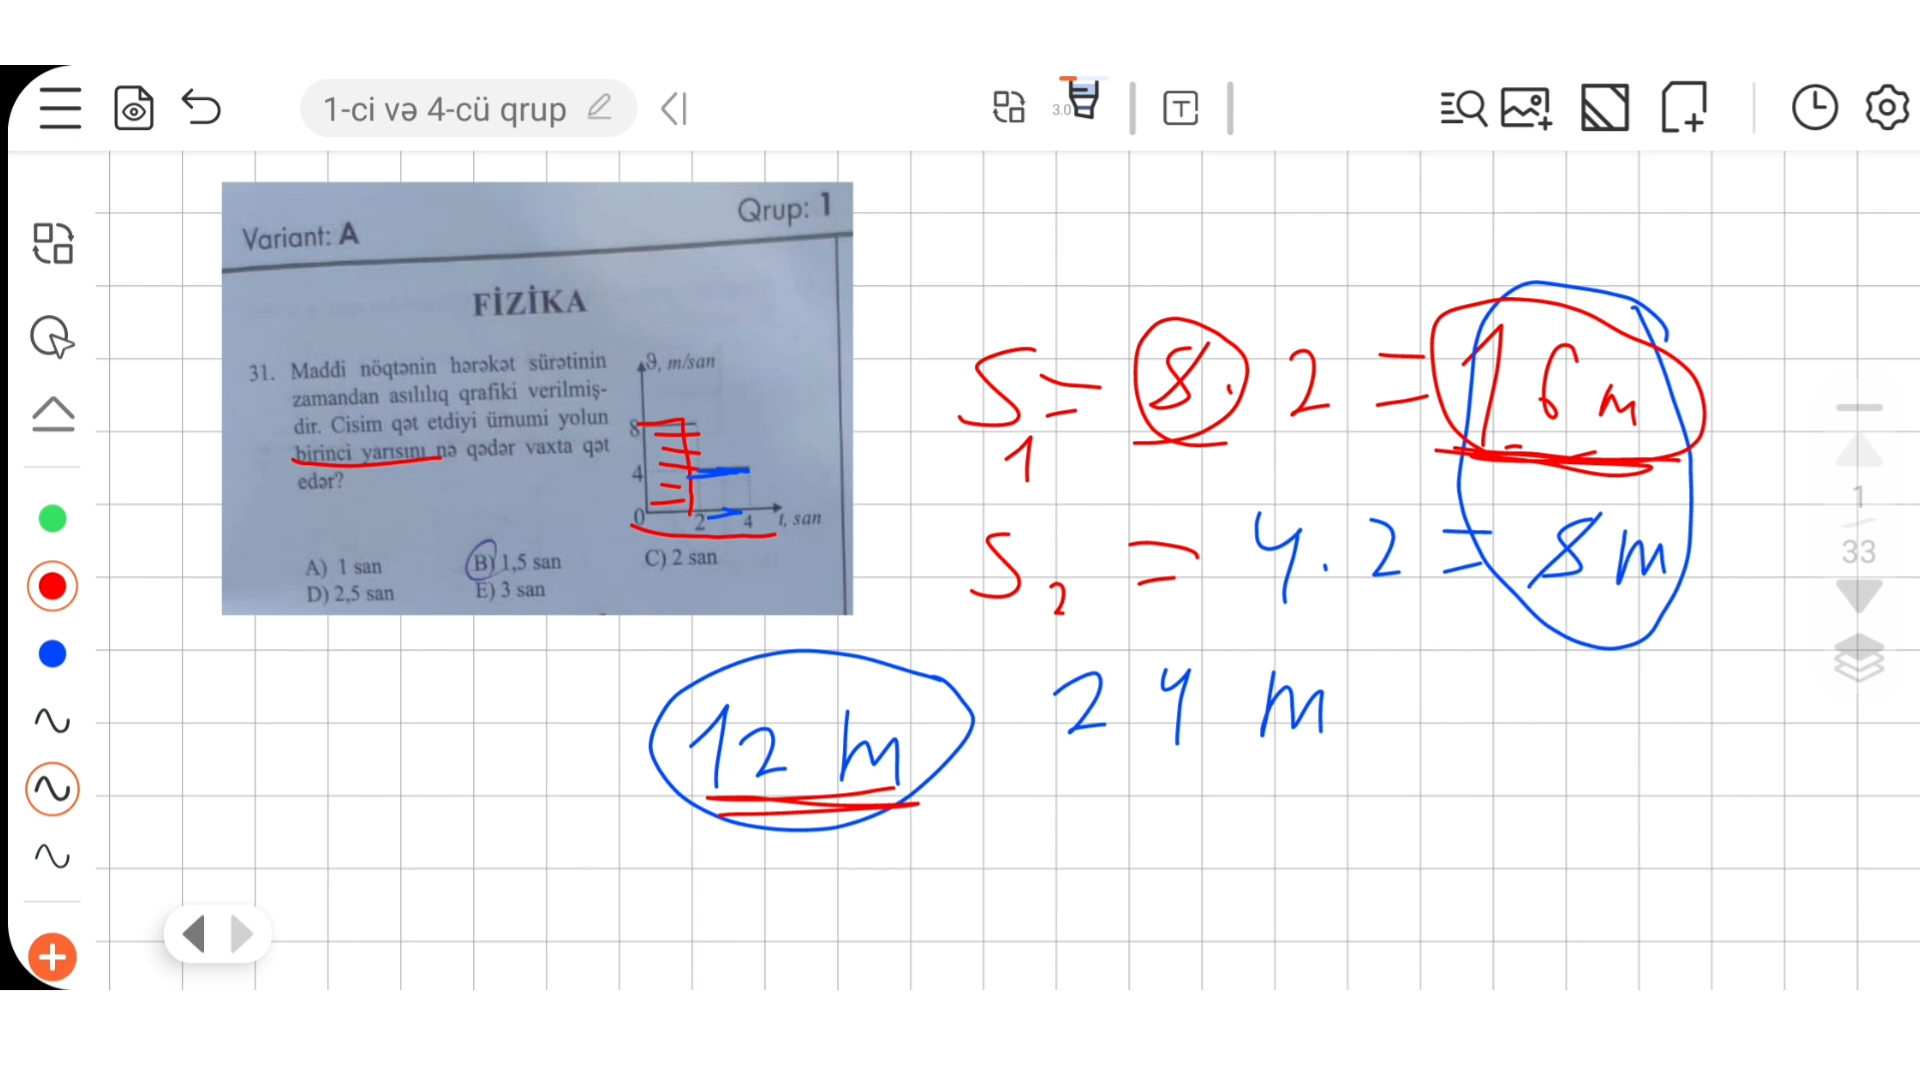 1-ci və 4-cü qrup
3.0
T
Variant: A
Qrup: 1
FİZİKA
31. Maddi nöqtənin hərəkət sürətinin
zamandan asılılıq qrafiki verilmiş-
dir. Cisim qət etdiyi ümumi yolun
birinci yarısını nə qədər vaxta qət
edər?
ϑ, m/san
8
4
0 2 4 t, san
A) 1 san B) 1,5 san C) 2 san
D) 2,5 san E) 3 san
S1 = 8 · 2 = 16 m
S2 = 4 · 2 = 8 m
24 m
12 m
1
33